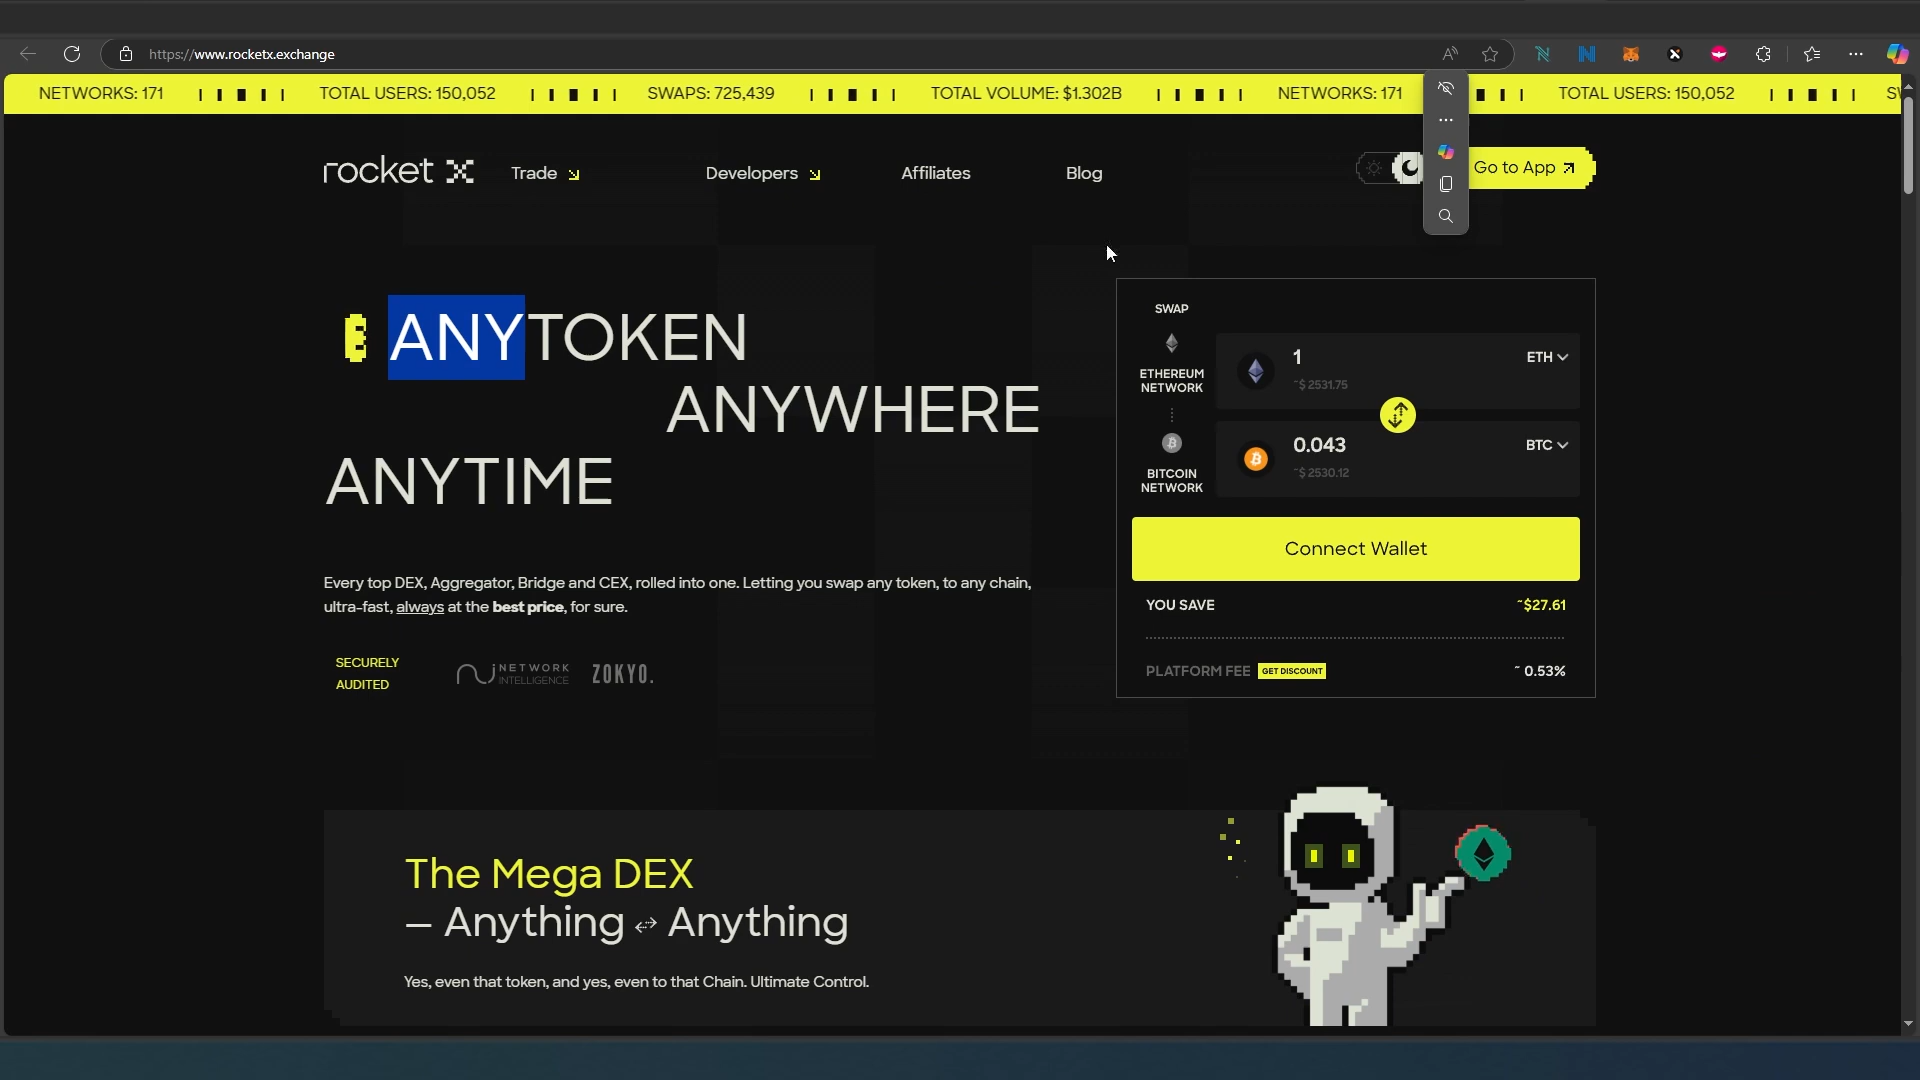 https://www.rocketx.exchange
NETWORKS: 171 TOTAL USERS: 150,052 SWAPS: 725,439 TOTAL VOLUME: $1.302B NETWORKS: 171 TOTAL USERS: 150,052
rocket X Trade Developers Affiliates Blog Go to App
ANYTOKEN
ANYWHERE
ANYTIME
Every top DEX, Aggregator, Bridge and CEX, rolled into one. Letting you swap any token, to any chain,
ultra-fast, always at the best price, for sure.
SECURELY
AUDITED
NETWORK
INTELLIGENCE
ZOKYO.
SWAP
ETHEREUM
NETWORK
1 ETH
~$ 2531.75
BITCOIN
NETWORK
0.043 BTC
~$ 2530.12
Connect Wallet
YOU SAVE ~$27.61
PLATFORM FEE GET DISCOUNT ~ 0.53%
The Mega DEX
— Anything ↔ Anything
Yes, even that token, and yes, even to that Chain. Ultimate Control.